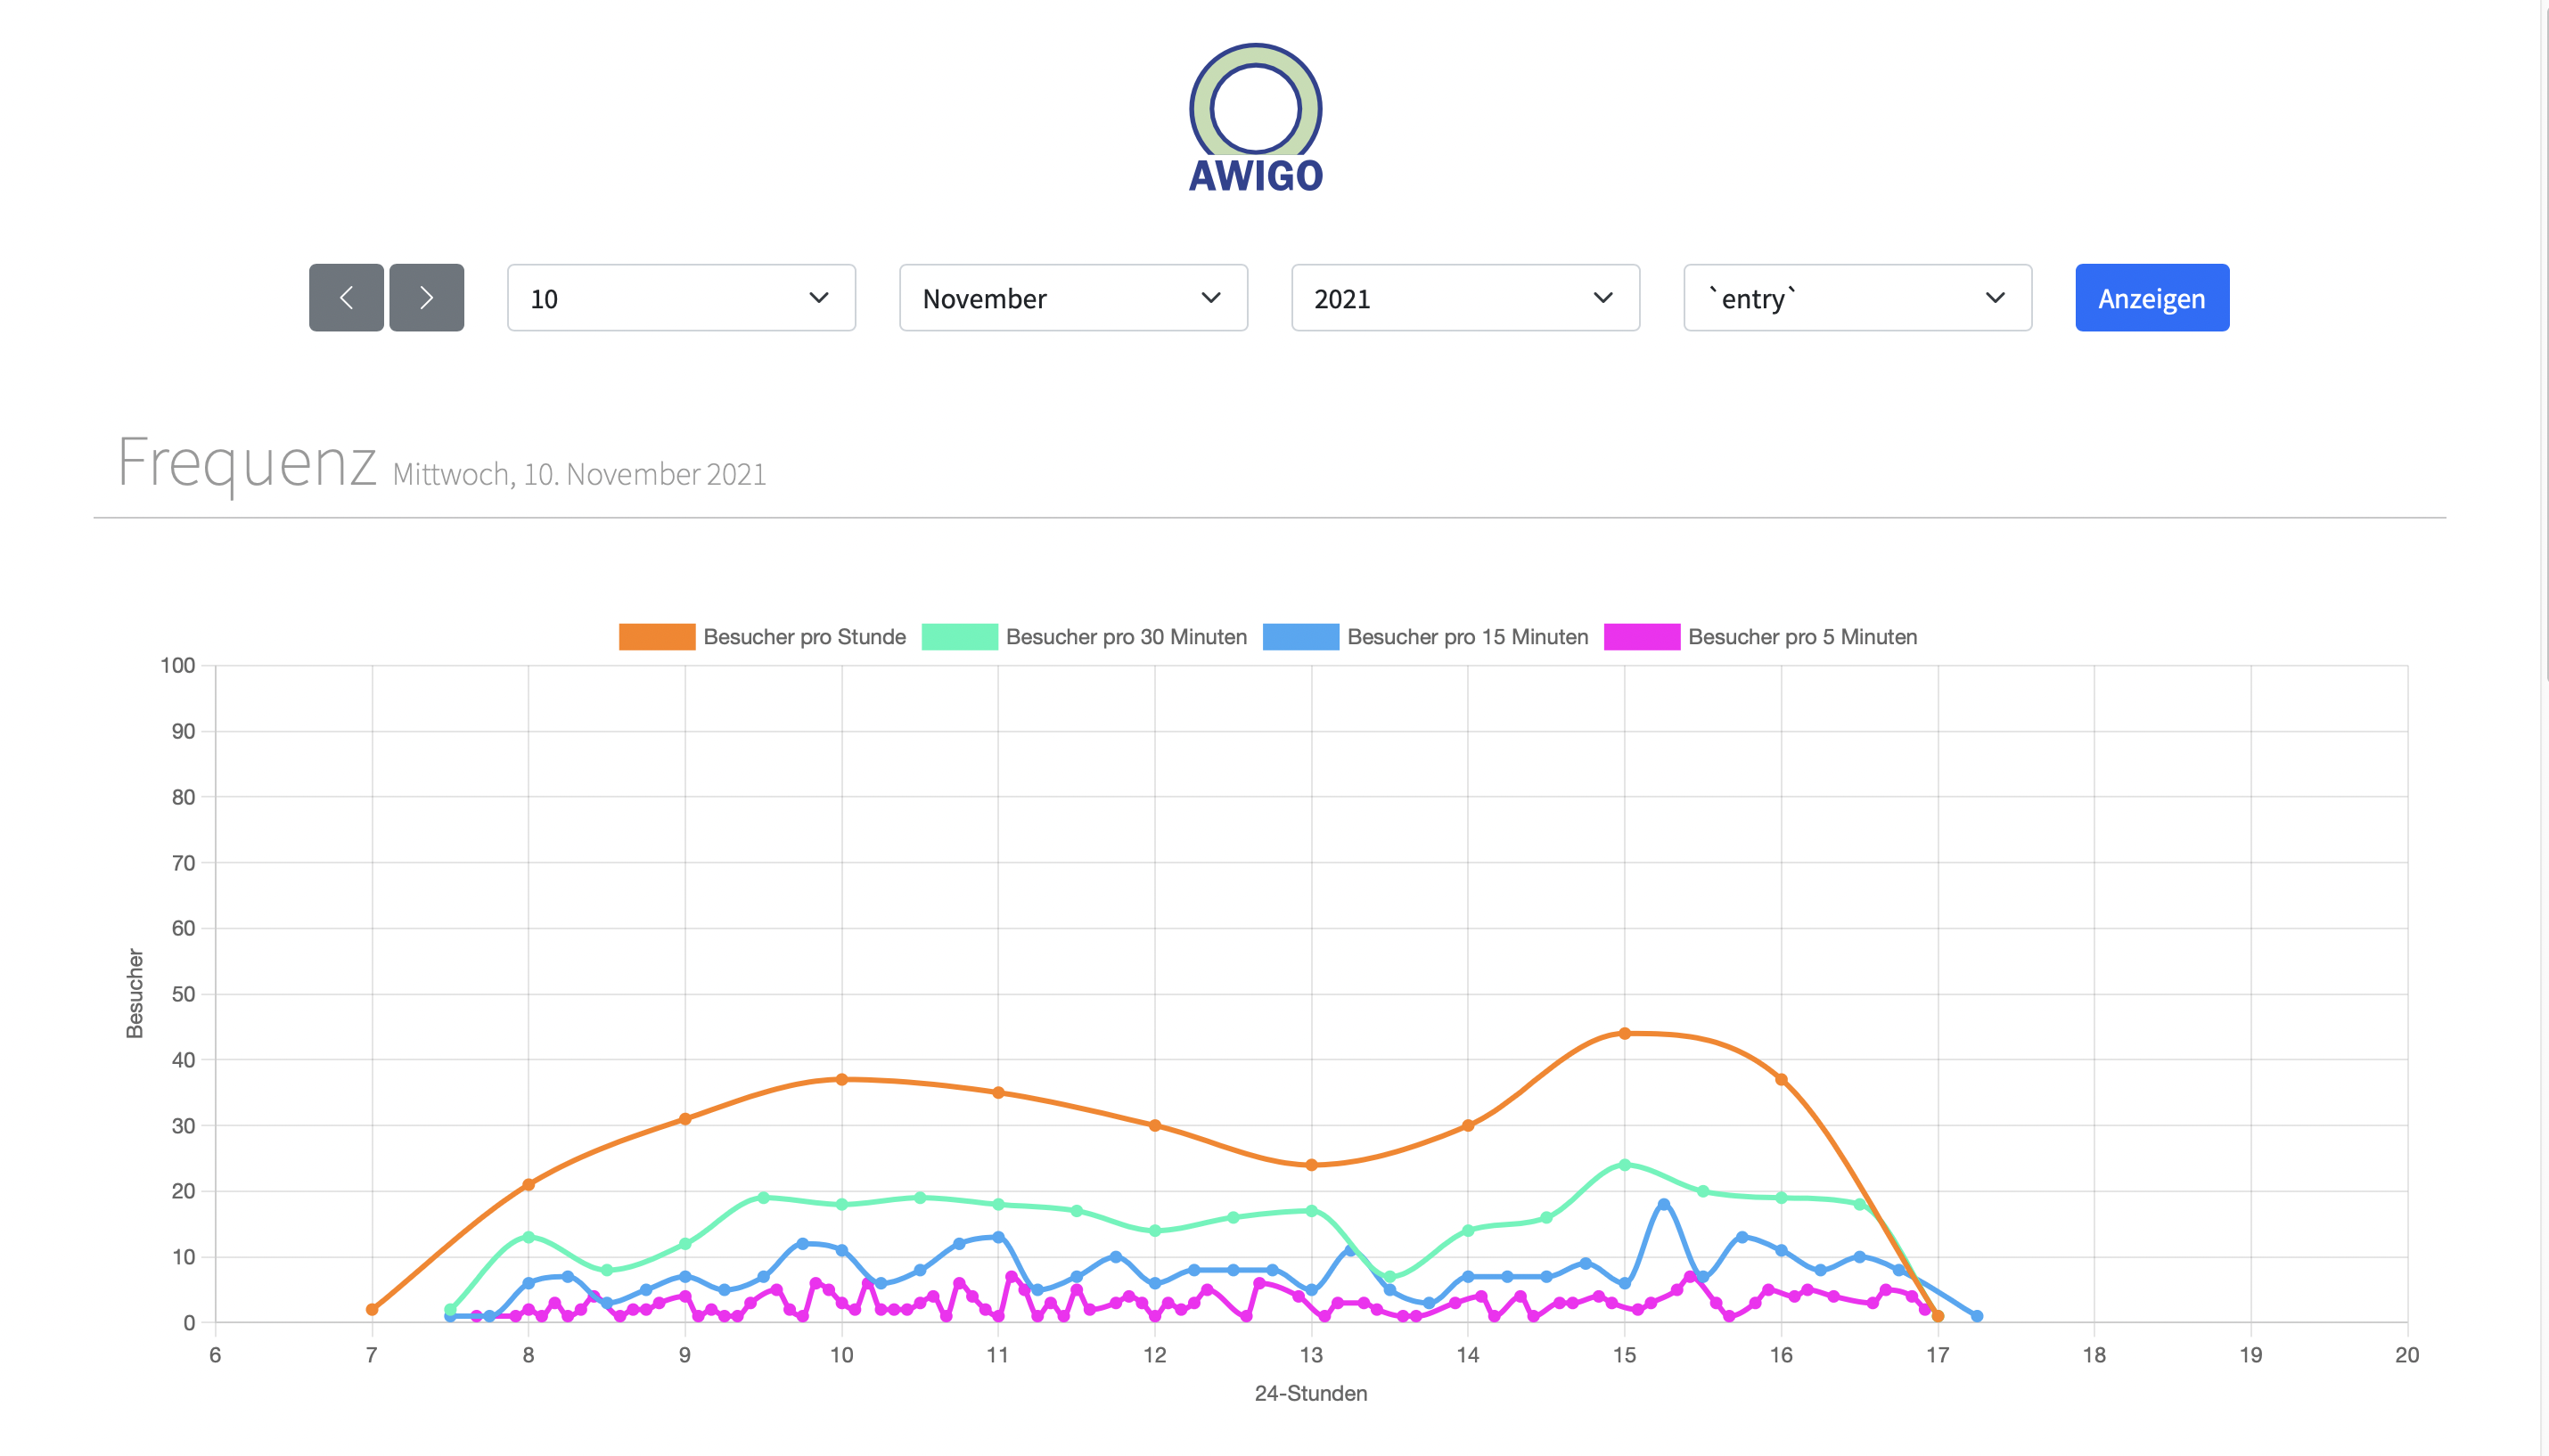 AWIGO
10 November 2021 `entry` Anzeigen
Frequenz Mittwoch, 10. November 2021
Besucher pro Stunde Besucher pro 30 Minuten Besucher pro 15 Minuten Besucher pro 5 Minuten
100
90
80
70
60
50
40
30
20
10
0
Besucher
6 7 8 9 10 11 12 13 14 15 16 17 18 19 20
24-Stunden